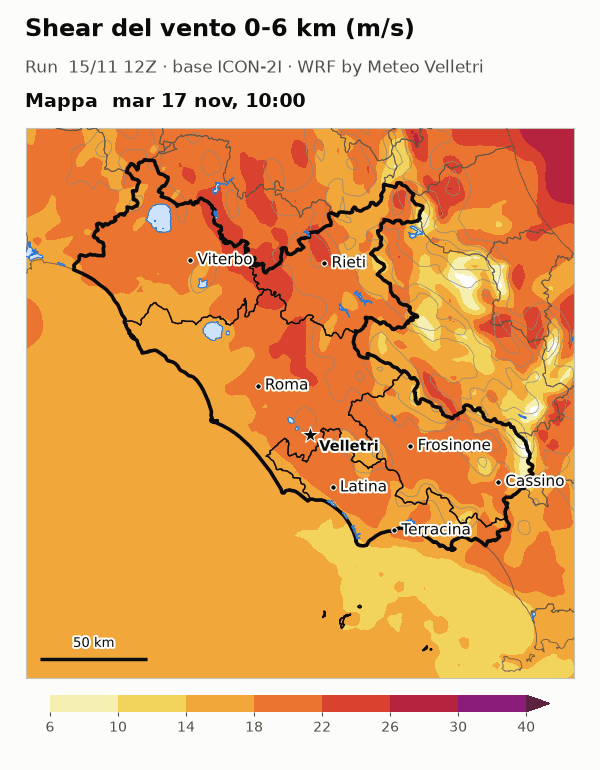 Shear del vento 0-6 km (m/s)
Run  15/11 12Z · base ICON-2I · WRF by Meteo Velletri
Mappa  mar 17 nov, 10:00
Viterbo
Rieti
Roma
Velletri
Frosinone
Latina
Cassino
Terracina
50 km
6 10 14 18 22 26 30 40